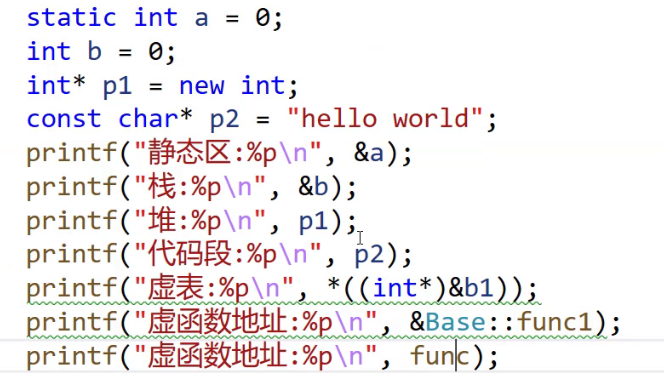 static int a = 0;
int b = 0;
int* p1 = new int;
const char* p2 = "hello world";
printf("静态区:%p\n", &a);
printf("栈:%p\n", &b);
printf("堆:%p\n", p1);
printf("代码段:%p\n", p2);
printf("虚表:%p\n", *((int*)&b1));
printf("虚函数地址:%p\n", &Base::func1);
printf("虚函数地址:%p\n", func);